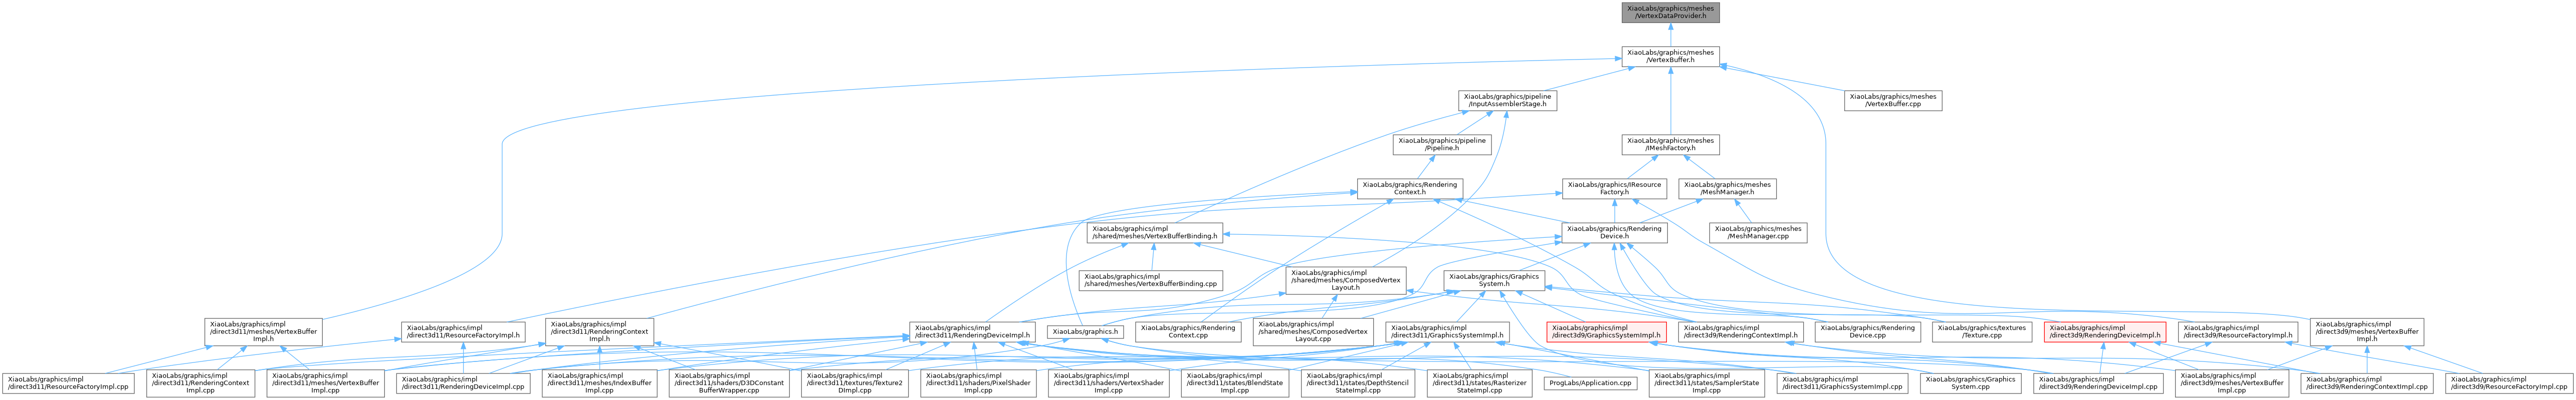 XiaoLabs/graphics/meshes
/VertexDataProvider.h
XiaoLabs/graphics/meshes
/VertexBuffer.h
XiaoLabs/graphics/pipeline
/InputAssemblerStage.h
XiaoLabs/graphics/meshes
/VertexBuffer.cpp
XiaoLabs/graphics/pipeline
/Pipeline.h
XiaoLabs/graphics/meshes
/IMeshFactory.h
XiaoLabs/graphics/Rendering
Context.h
XiaoLabs/graphics/IResource
Factory.h
XiaoLabs/graphics/meshes
/MeshManager.h
XiaoLabs/graphics/impl
/shared/meshes/VertexBufferBinding.h
XiaoLabs/graphics/Rendering
Device.h
XiaoLabs/graphics/meshes
/MeshManager.cpp
XiaoLabs/graphics/impl
/shared/meshes/VertexBufferBinding.cpp
XiaoLabs/graphics/impl
/shared/meshes/ComposedVertex
Layout.h
XiaoLabs/graphics/Graphics
System.h
XiaoLabs/graphics/impl
/direct3d11/meshes/VertexBuffer
Impl.h
XiaoLabs/graphics/impl
/direct3d11/ResourceFactoryImpl.h
XiaoLabs/graphics/impl
/direct3d11/RenderingContext
Impl.h
XiaoLabs/graphics/impl
/direct3d11/RenderingDeviceImpl.h
XiaoLabs/graphics.h
XiaoLabs/graphics/Rendering
Context.cpp
XiaoLabs/graphics/impl
/shared/meshes/ComposedVertex
Layout.cpp
XiaoLabs/graphics/impl
/direct3d11/GraphicsSystemImpl.h
XiaoLabs/graphics/impl
/direct3d9/GraphicsSystemImpl.h
XiaoLabs/graphics/impl
/direct3d9/RenderingContextImpl.h
XiaoLabs/graphics/Rendering
Device.cpp
XiaoLabs/graphics/textures
/Texture.cpp
XiaoLabs/graphics/impl
/direct3d9/RenderingDeviceImpl.h
XiaoLabs/graphics/impl
/direct3d9/ResourceFactoryImpl.h
XiaoLabs/graphics/impl
/direct3d9/meshes/VertexBuffer
Impl.h
XiaoLabs/graphics/impl
/direct3d11/ResourceFactoryImpl.cpp
XiaoLabs/graphics/impl
/direct3d11/RenderingContext
Impl.cpp
XiaoLabs/graphics/impl
/direct3d11/meshes/VertexBuffer
Impl.cpp
XiaoLabs/graphics/impl
/direct3d11/RenderingDeviceImpl.cpp
XiaoLabs/graphics/impl
/direct3d11/meshes/IndexBuffer
Impl.cpp
XiaoLabs/graphics/impl
/direct3d11/shaders/D3DConstant
BufferWrapper.cpp
XiaoLabs/graphics/impl
/direct3d11/textures/Texture2
DImpl.cpp
XiaoLabs/graphics/impl
/direct3d11/shaders/PixelShader
Impl.cpp
XiaoLabs/graphics/impl
/direct3d11/shaders/VertexShader
Impl.cpp
XiaoLabs/graphics/impl
/direct3d11/states/BlendState
Impl.cpp
XiaoLabs/graphics/impl
/direct3d11/states/DepthStencil
StateImpl.cpp
XiaoLabs/graphics/impl
/direct3d11/states/Rasterizer
StateImpl.cpp
ProgLabs/Application.cpp
XiaoLabs/graphics/impl
/direct3d11/states/SamplerState
Impl.cpp
XiaoLabs/graphics/impl
/direct3d11/GraphicsSystemImpl.cpp
XiaoLabs/graphics/Graphics
System.cpp
XiaoLabs/graphics/impl
/direct3d9/RenderingDeviceImpl.cpp
XiaoLabs/graphics/impl
/direct3d9/meshes/VertexBuffer
Impl.cpp
XiaoLabs/graphics/impl
/direct3d9/RenderingContextImpl.cpp
XiaoLabs/graphics/impl
/direct3d9/ResourceFactoryImpl.cpp